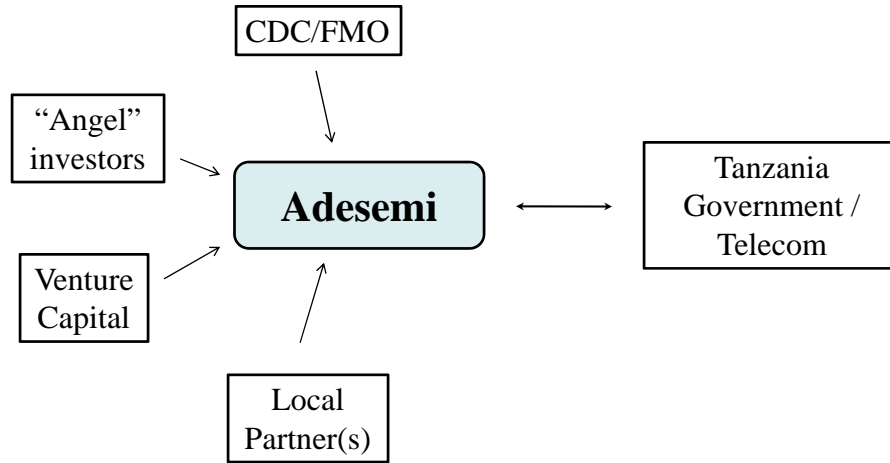 CDC/FMO
“Angel”
investors
Adesemi
Tanzania
Government /
Telecom
Venture
Capital
Local
Partner(s)